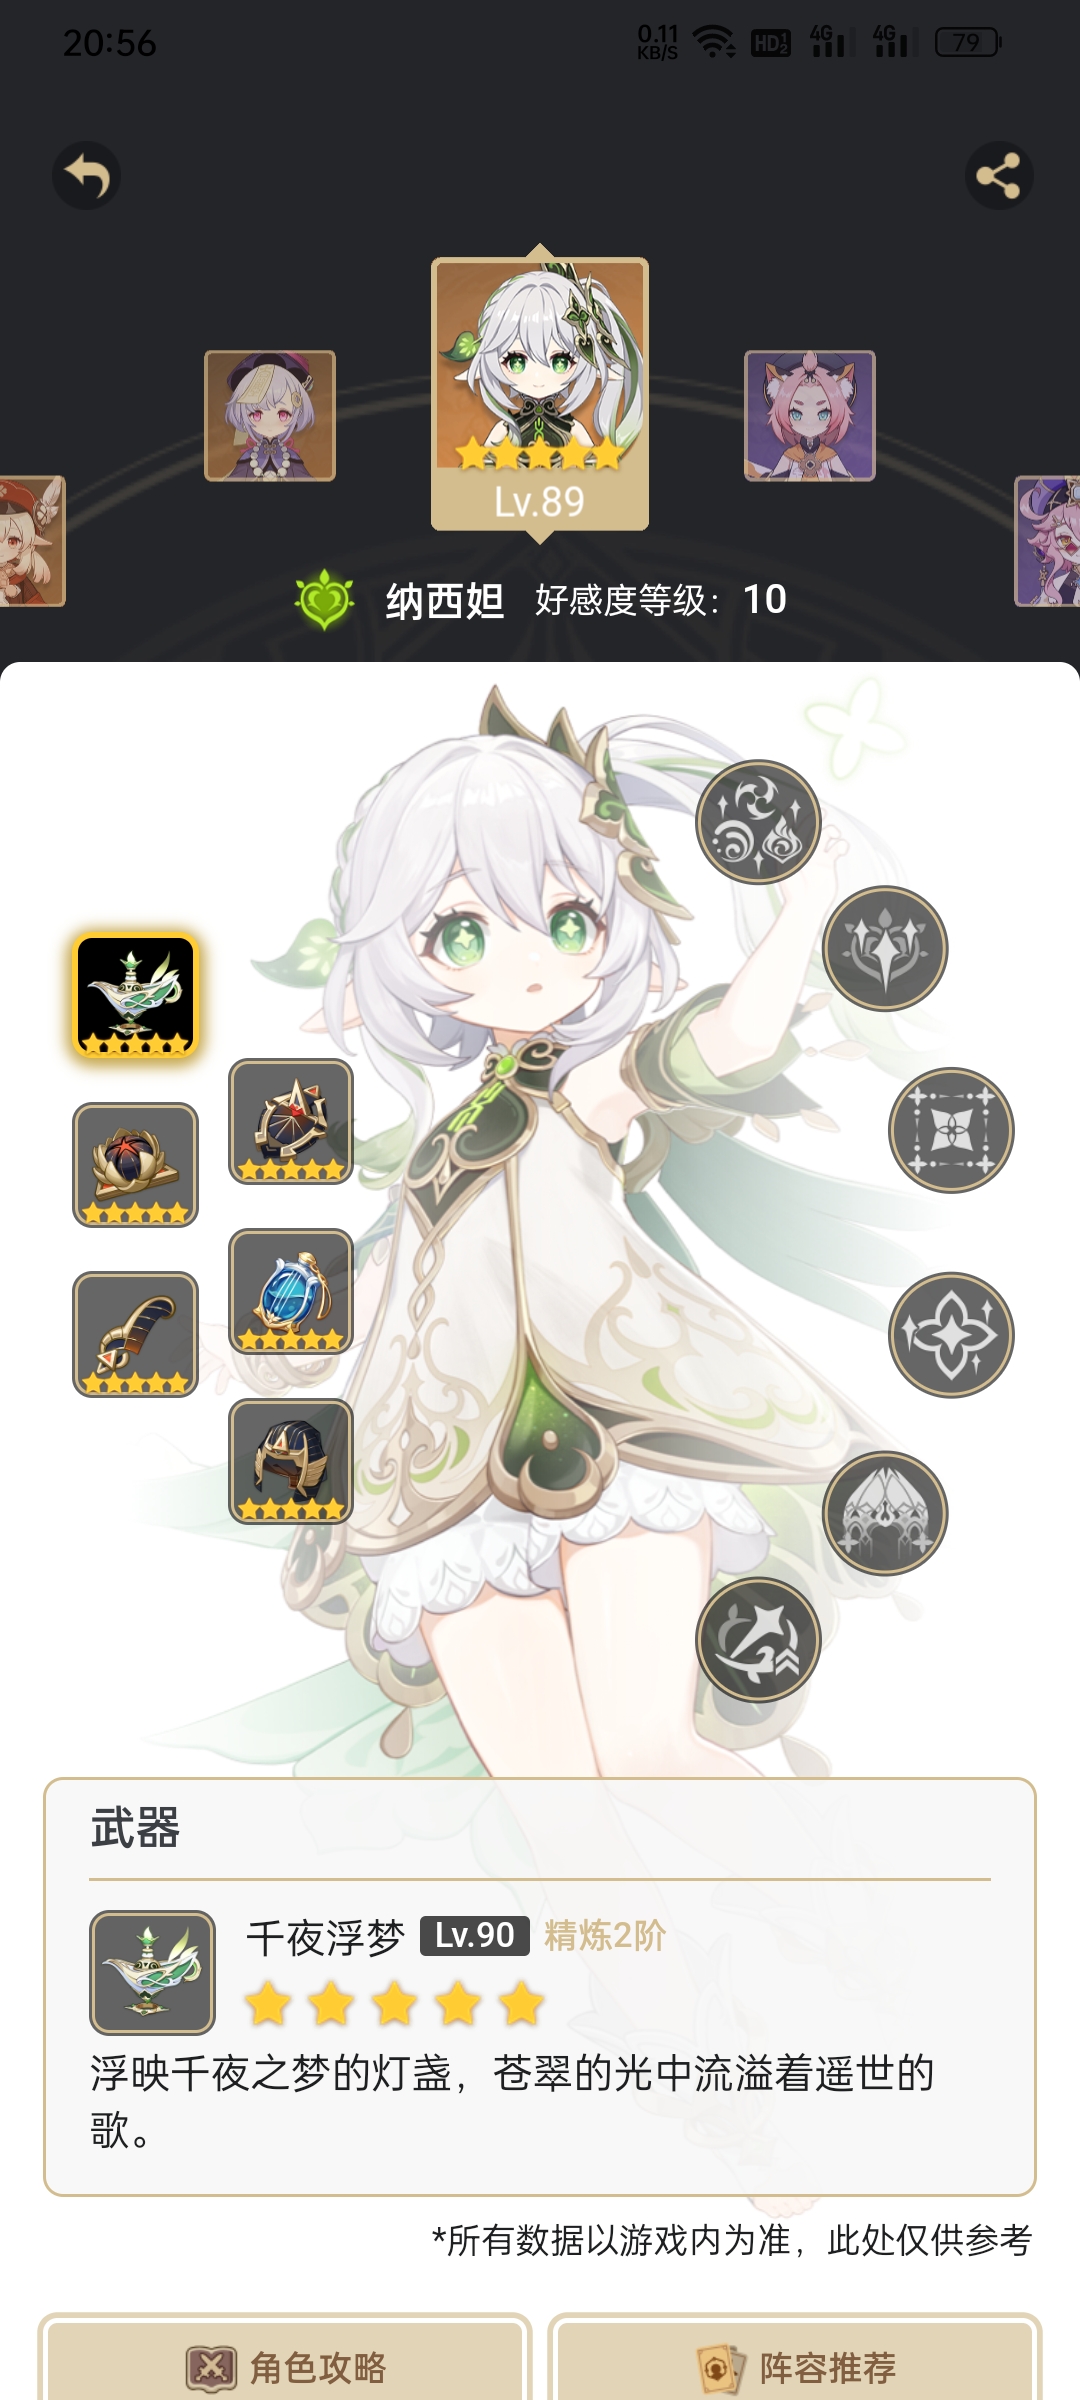 20:56
0.11 KB/S
HD 1 2
4G
4G
79
Lv.89
纳西妲 好感度等级：10
武器
千夜浮梦 Lv.90 精炼2阶
浮映千夜之梦的灯盏，苍翠的光中流溢着遥世的
歌。
*所有数据以游戏内为准，此处仅供参考
角色攻略
阵容推荐